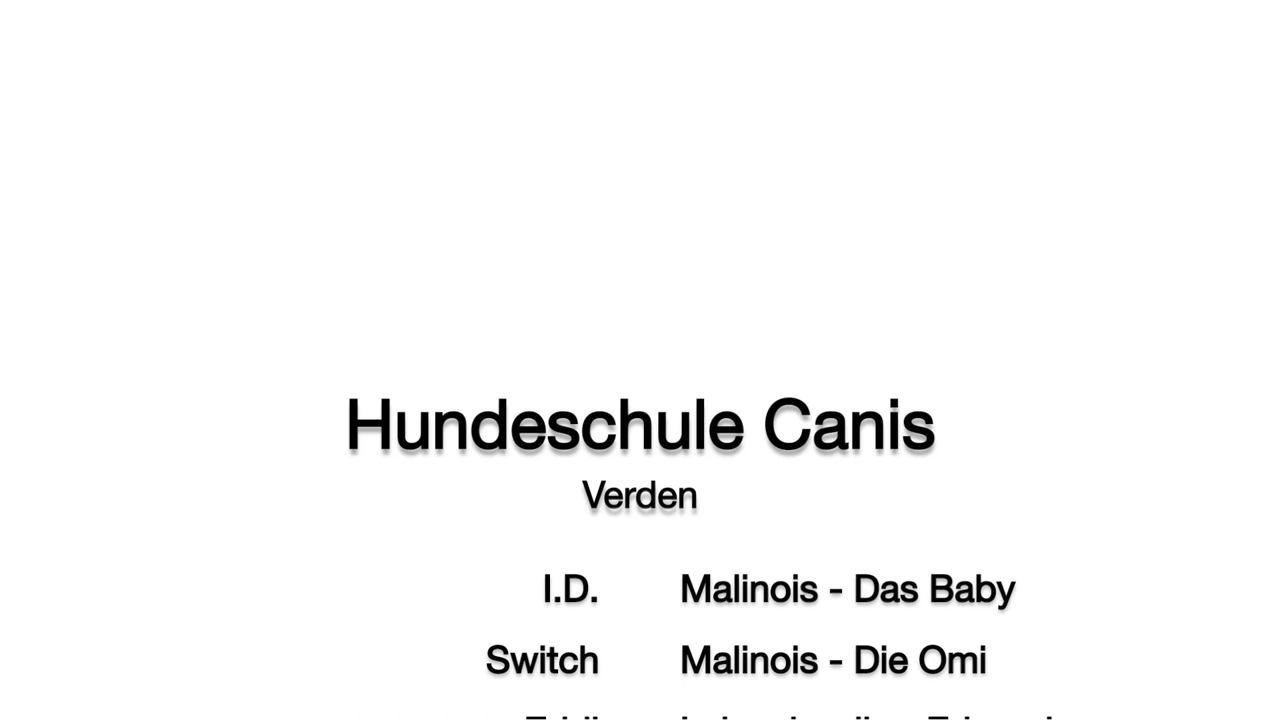 Hundeschule Canis
Verden
I.D. Malinois - Das Baby
Switch Malinois - Die Omi